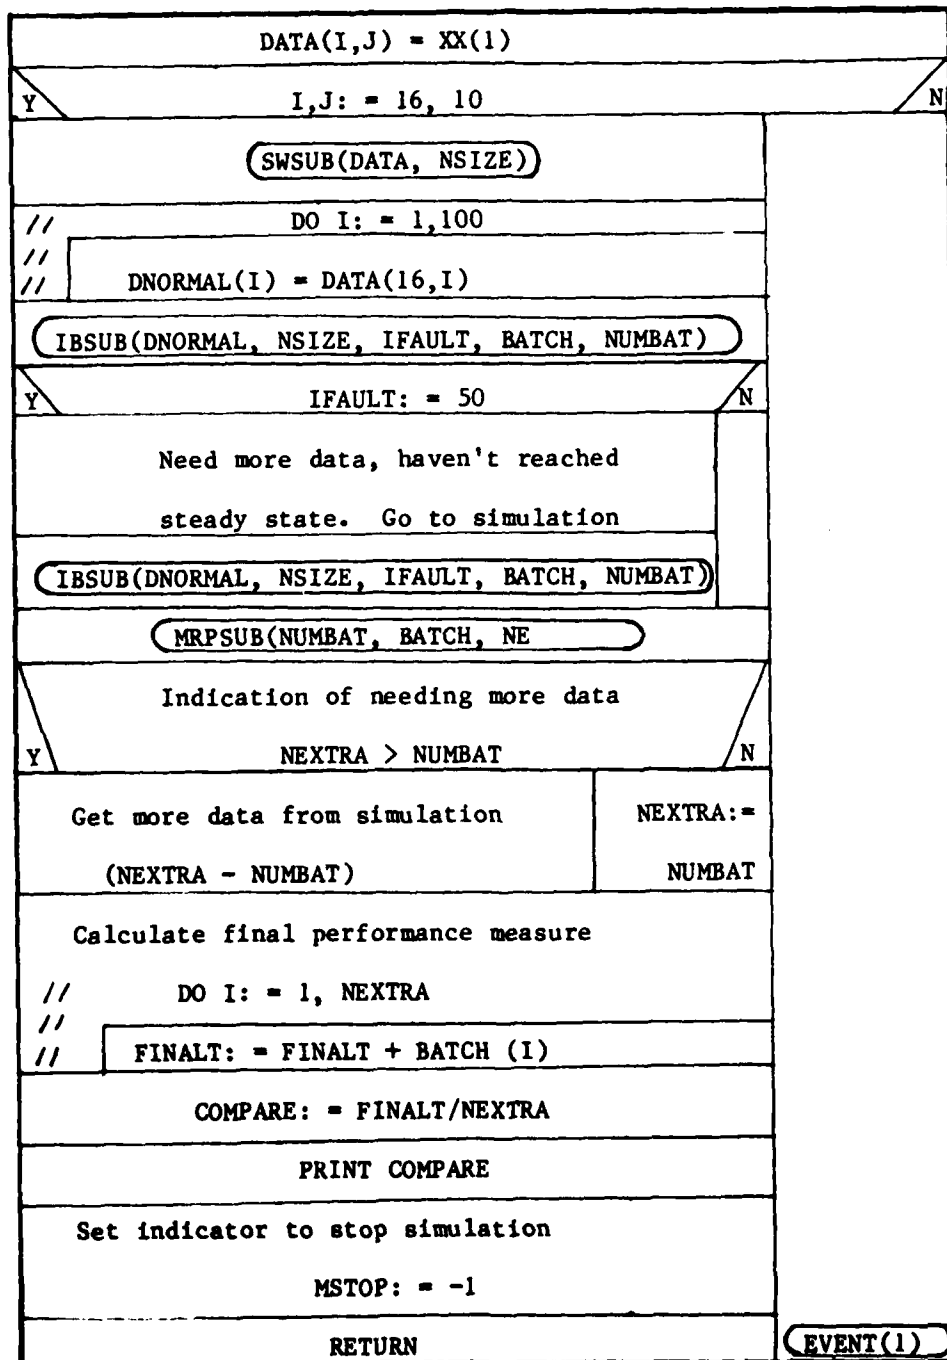 DATA(I,J) = XX(1)
Y I,J: = 16, 10 N
SWSUB(DATA, NSIZE)
// DO I: = 1,100
//
// DNORMAL(I) = DATA(16,I)
IBSUB(DNORMAL, NSIZE, IFAULT, BATCH, NUMBAT)
Y IFAULT: = 50 N
Need more data, haven't reached
steady state. Go to simulation
IBSUB(DNORMAL, NSIZE, IFAULT, BATCH, NUMBAT)
MRPSUB(NUMBAT, BATCH, NE
Indication of needing more data
Y NEXTRA > NUMBAT N
Get more data from simulation NEXTRA:=
(NEXTRA - NUMBAT) NUMBAT
Calculate final performance measure
// DO I: = 1, NEXTRA
//
// FINALT: = FINALT + BATCH (I)
COMPARE: = FINALT/NEXTRA
PRINT COMPARE
Set indicator to stop simulation
MSTOP: = -1
RETURN EVENT(1)